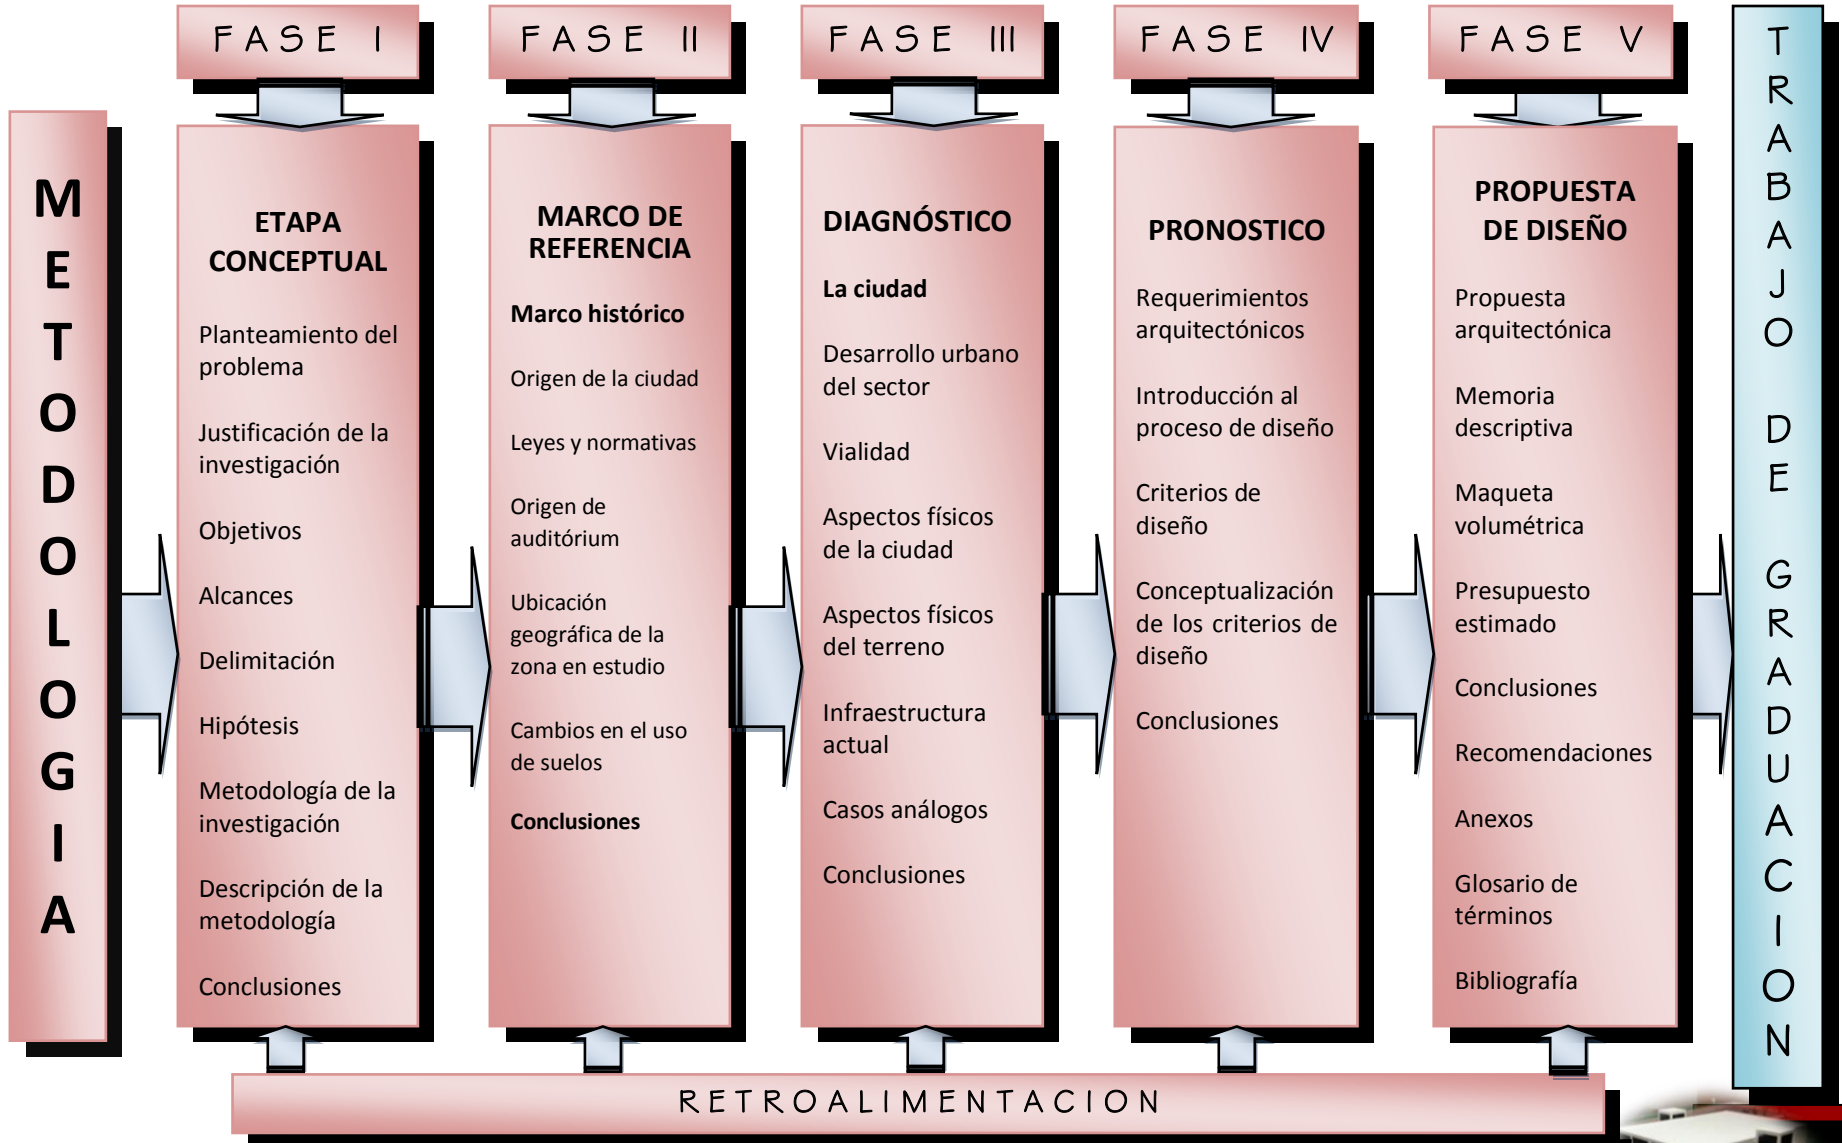 METODOLOGIA
FASE I
ETAPA
CONCEPTUAL
Planteamiento del
problema
Justificación de la
investigación
Objetivos
Alcances
Delimitación
Hipótesis
Metodología de la
investigación
Descripción de la
metodología
Conclusiones
FASE II
MARCO DE
REFERENCIA
Marco histórico
Origen de la ciudad
Leyes y normativas
Origen de
auditórium
Ubicación
geográfica de la
zona en estudio
Cambios en el uso
de suelos
Conclusiones
FASE III
DIAGNÓSTICO
La ciudad
Desarrollo urbano
del sector
Vialidad
Aspectos físicos
de la ciudad
Aspectos físicos
del terreno
Infraestructura
actual
Casos análogos
Conclusiones
FASE IV
PRONOSTICO
Requerimientos
arquitectónicos
Introducción al
proceso de diseño
Criterios de
diseño
Conceptualización
de los criterios de
diseño
Conclusiones
FASE V
PROPUESTA
DE DISEÑO
Propuesta
arquitectónica
Memoria
descriptiva
Maqueta
volumétrica
Presupuesto
estimado
Conclusiones
Recomendaciones
Anexos
Glosario de
términos
Bibliografía
TRABAJO DE GRADUACION
RETROALIMENTACION